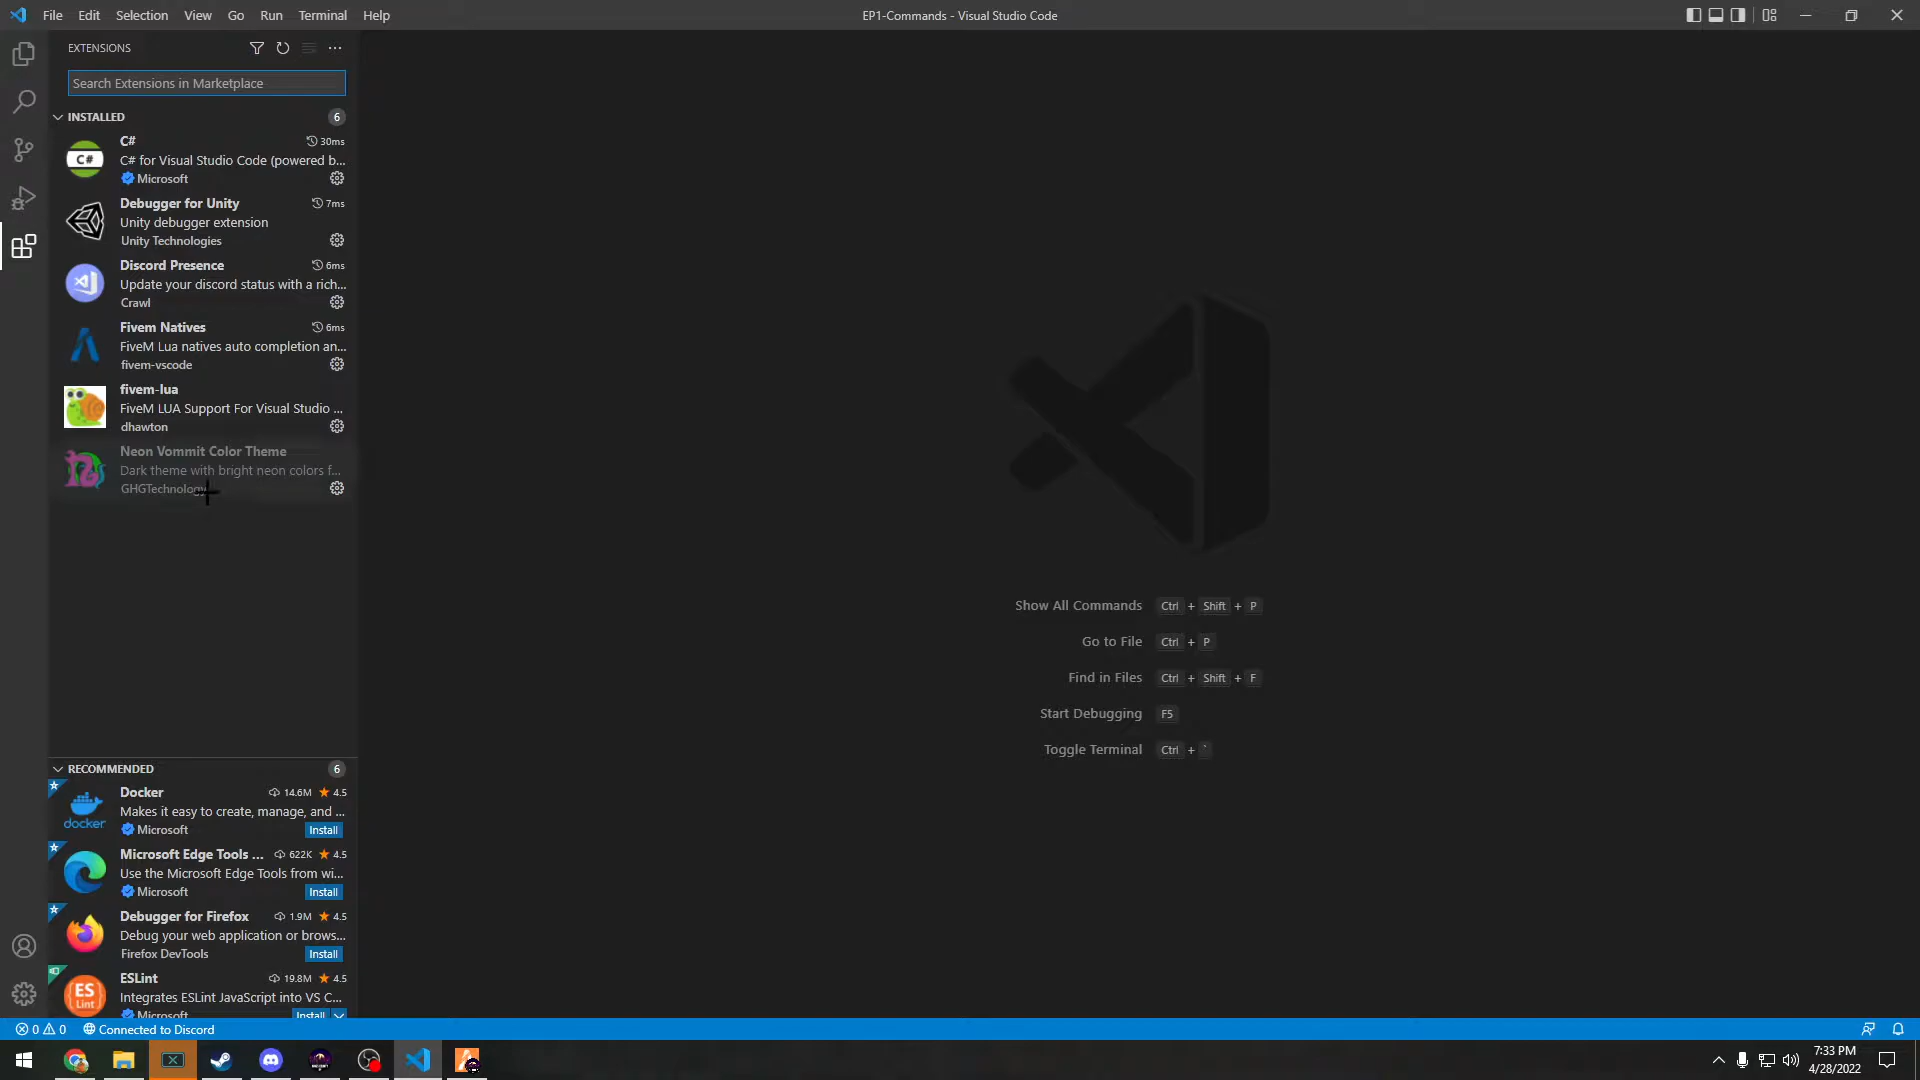 File Edit Selection View Go Run Terminal Help
EP1-Commands - Visual Studio Code
EXTENSIONS
Search Extensions in Marketplace
INSTALLED 6
C# 30ms
C# for Visual Studio Code (powered b...
Microsoft
Debugger for Unity 7ms
Unity debugger extension
Unity Technologies
Discord Presence 6ms
Update your discord status with a rich...
Crawl
Fivem Natives 6ms
FiveM Lua natives auto completion an...
fivem-vscode
fivem-lua
FiveM LUA Support For Visual Studio ...
dhawton
Neon Vommit Color Theme
Dark theme with bright neon colors f...
GHGTechnology
Show All Commands Ctrl + Shift + P
Go to File Ctrl + P
Find in Files Ctrl + Shift + F
Start Debugging F5
Toggle Terminal Ctrl + `
RECOMMENDED 6
Docker 14.6M 4.5
Makes it easy to create, manage, and ...
Microsoft Install
docker
Microsoft Edge Tools ... 622K 4.5
Use the Microsoft Edge Tools from wi...
Microsoft Install
Debugger for Firefox 1.9M 4.5
Debug your web application or brows...
Firefox DevTools Install
ESLint 19.8M 4.5
Integrates ESLint JavaScript into VS C...
Microsoft Install
ES
Lint
0 0 Connected to Discord
7:33 PM
4/28/2022